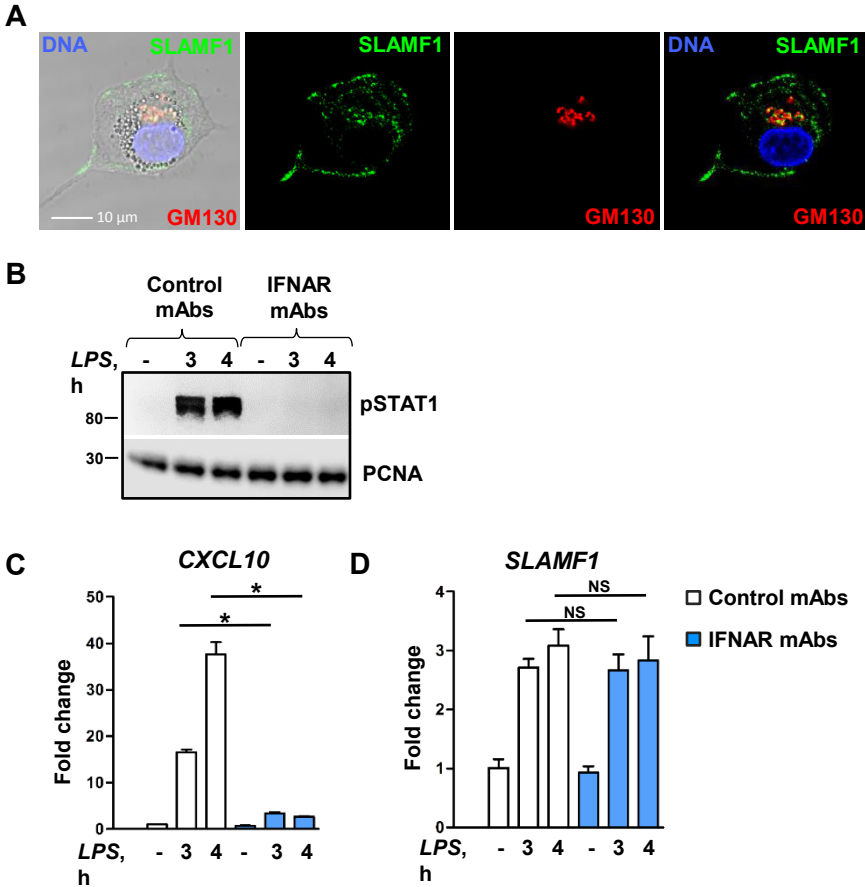 A
DNA SLAMF1
10 µm
GM130
SLAMF1
GM130
DNA SLAMF1
GM130
B
Control mAbs
IFNAR mAbs
LPS, h - 3 4 - 3 4
80
pSTAT1
30
PCNA
C
CXCL10
Fold change
50
40
30
20
10
0
* *
LPS, h - 3 4 - 3 4
D
SLAMF1
Fold change
4
3
2
1
0
NS
NS
LPS, h - 3 4 - 3 4
Control mAbs
IFNAR mAbs